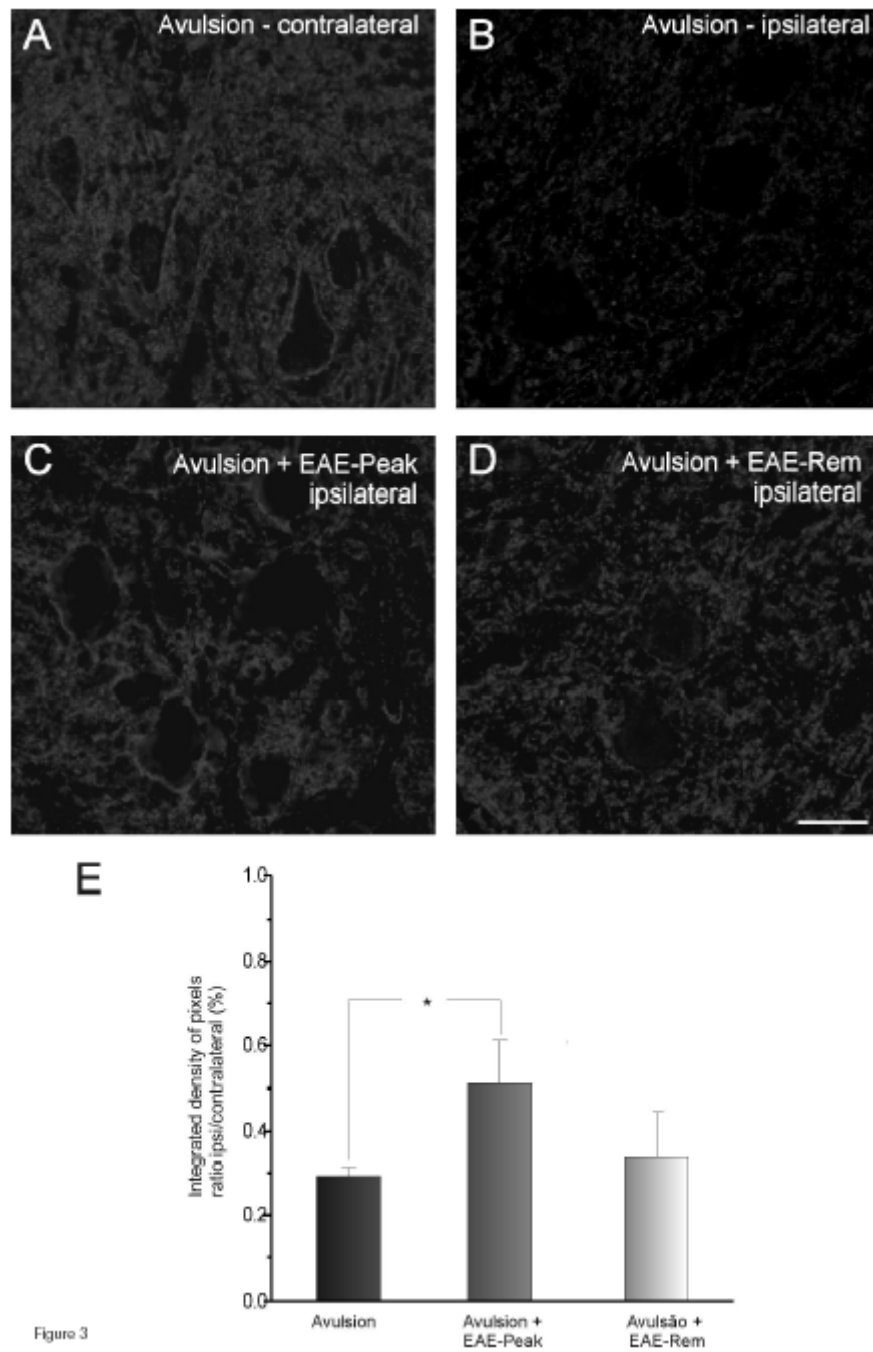 A
Avulsion - contralateral
B
Avulsion - ipsilateral
C
Avulsion + EAE-Peak
ipsilateral
D
Avulsion + EAE-Rem
ipsilateral
E
Integrated density of pixels
ratio ipsi/contralateral (%)
1.0
0.8
0.6
0.4
0.2
0.0
*
Avulsion
Avulsion +
EAE-Peak
Avulsão +
EAE-Rem
Figure 3